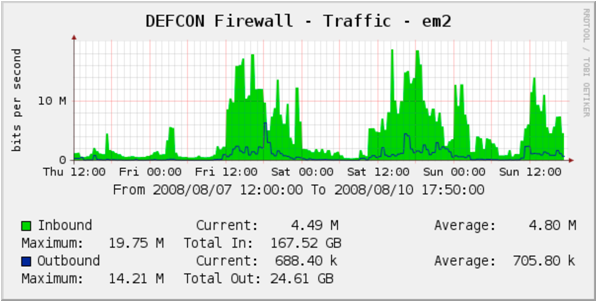 DEFCON Firewall - Traffic - em2
RRDTOOL / TOBI OETIKER
bits per second
10 M
0
Thu 12:00 Fri 00:00 Fri 12:00 Sat 00:00 Sat 12:00 Sun 00:00 Sun 12:00
From 2008/08/07 12:00:00 To 2008/08/10 17:50:00
Inbound Current: 4.49 M Average: 4.80 M
Maximum: 19.75 M Total In: 167.52 GB
Outbound Current: 688.40 k Average: 705.80 k
Maximum: 14.21 M Total Out: 24.61 GB